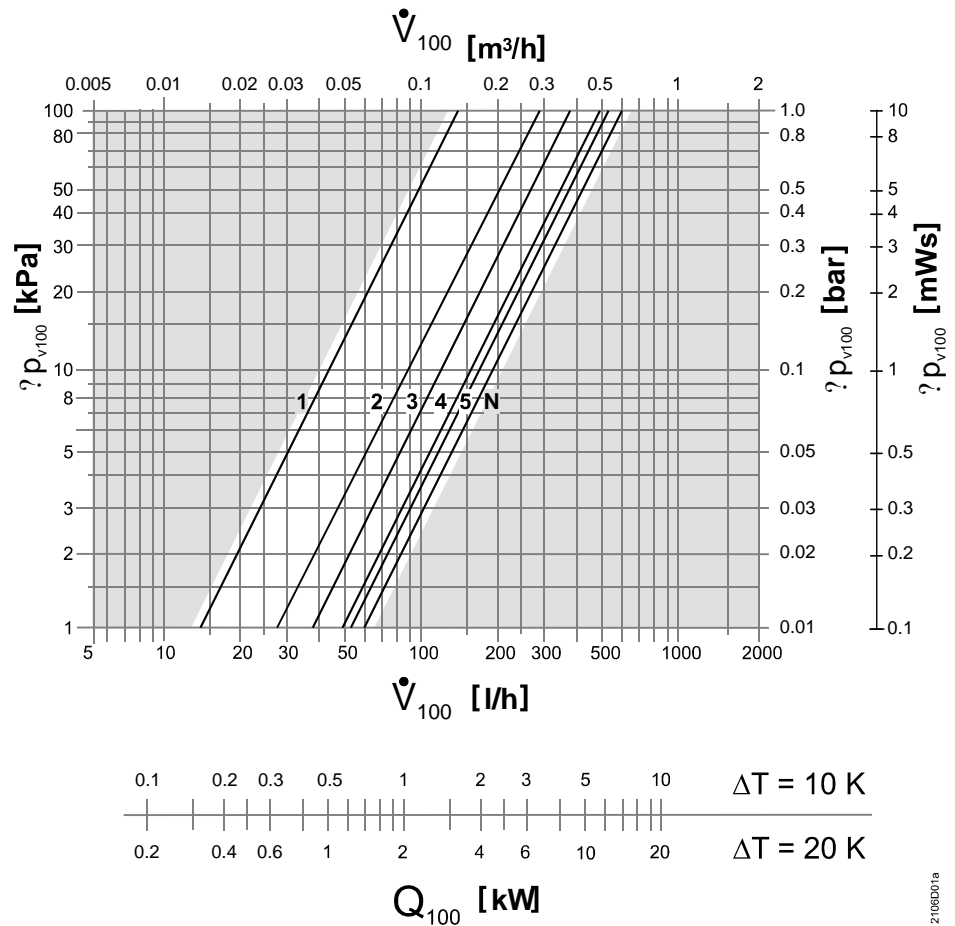 V̇100 [m³/h]
0.005 0.01 0.02 0.03 0.05 0.1 0.2 0.3 0.5 1 2
100 1.0 10
80 0.8 8
50 0.5 5
40 0.4 4
30 0.3 3
20 0.2 2
10 0.1 1
8
5 0.05 0.5
3 0.03 0.3
2 0.02 0.2
1 0.01 0.1
? pv100 [kPa]
1 2 3 4 5 N
? pv100 [bar]
? pv100 [mWs]
5 10 20 30 50 100 200 300 500 1000 2000
V̇100 [l/h]
0.1 0.2 0.3 0.5 1 2 3 5 10 ΔT = 10 K
0.2 0.4 0.6 1 2 4 6 10 20 ΔT = 20 K
Q100 [kW]
2106D01a